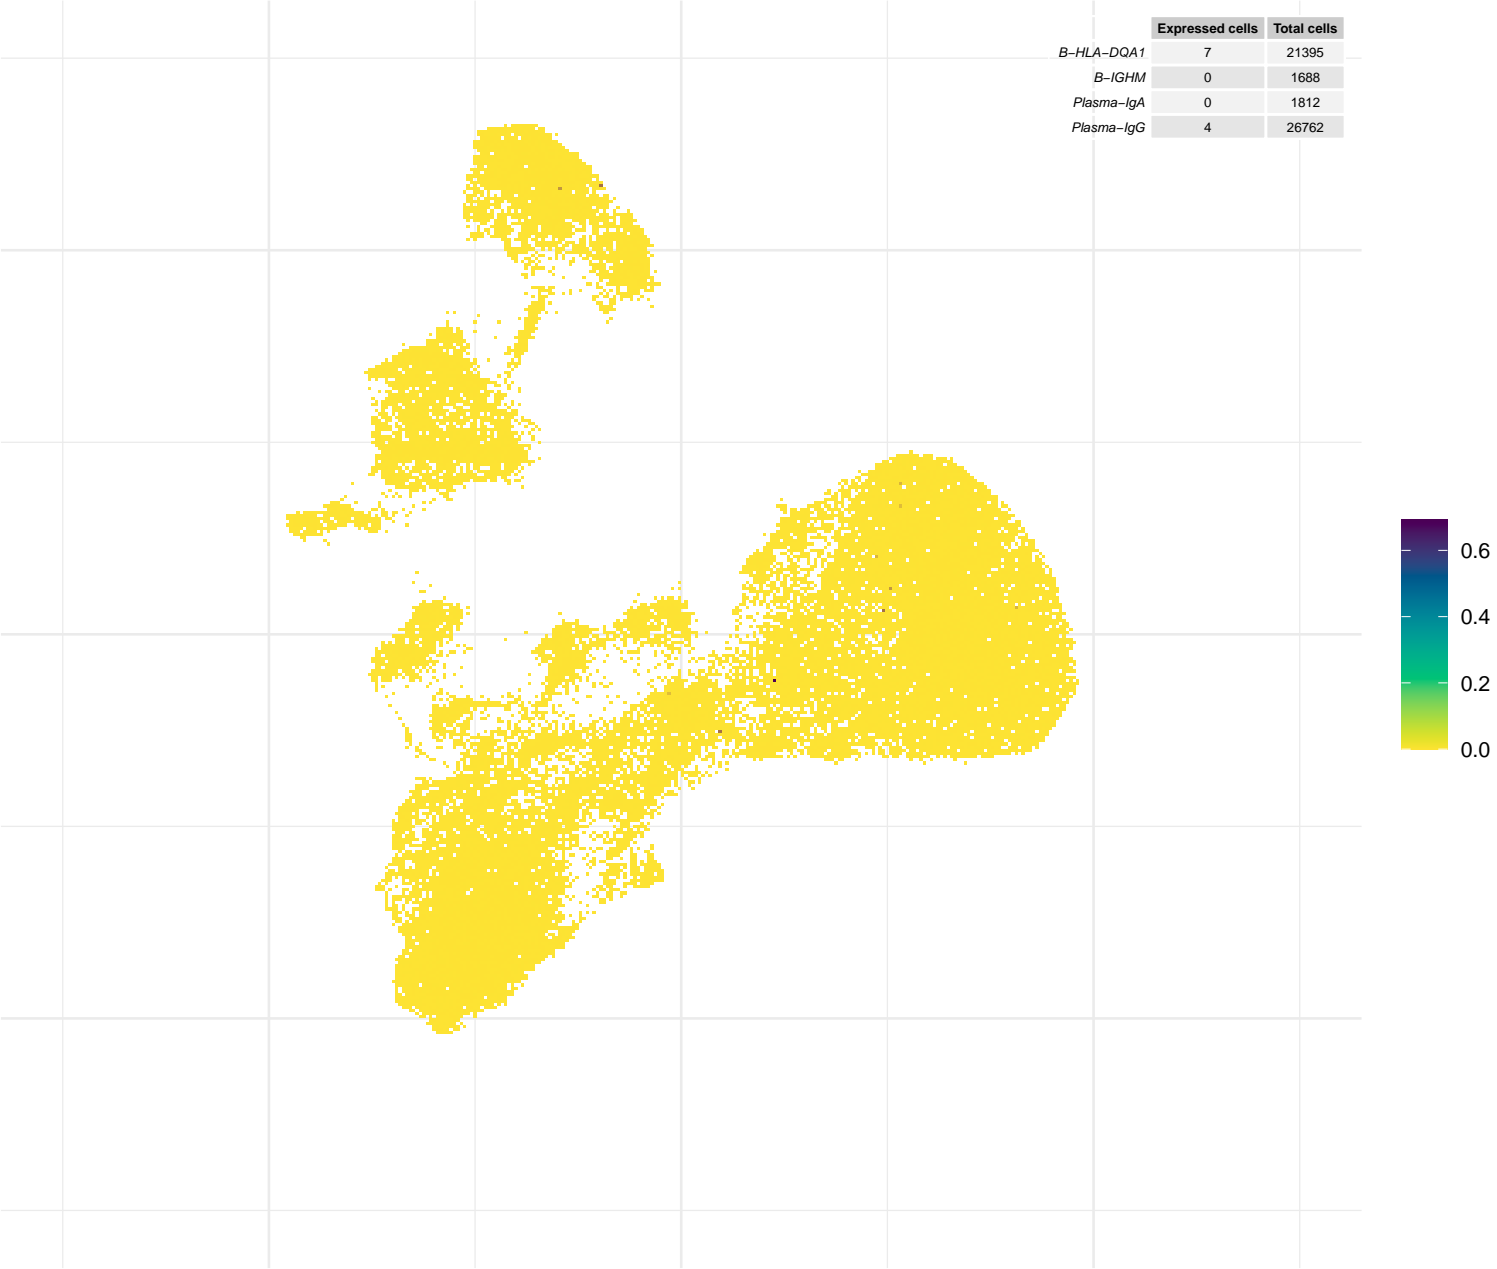 Expressed cells Total cells
B−HLA−DQA1 7 21395
B−IGHM 0 1688
Plasma−IgA 0 1812
Plasma−IgG 4 26762
0.6
0.4
0.2
0.0